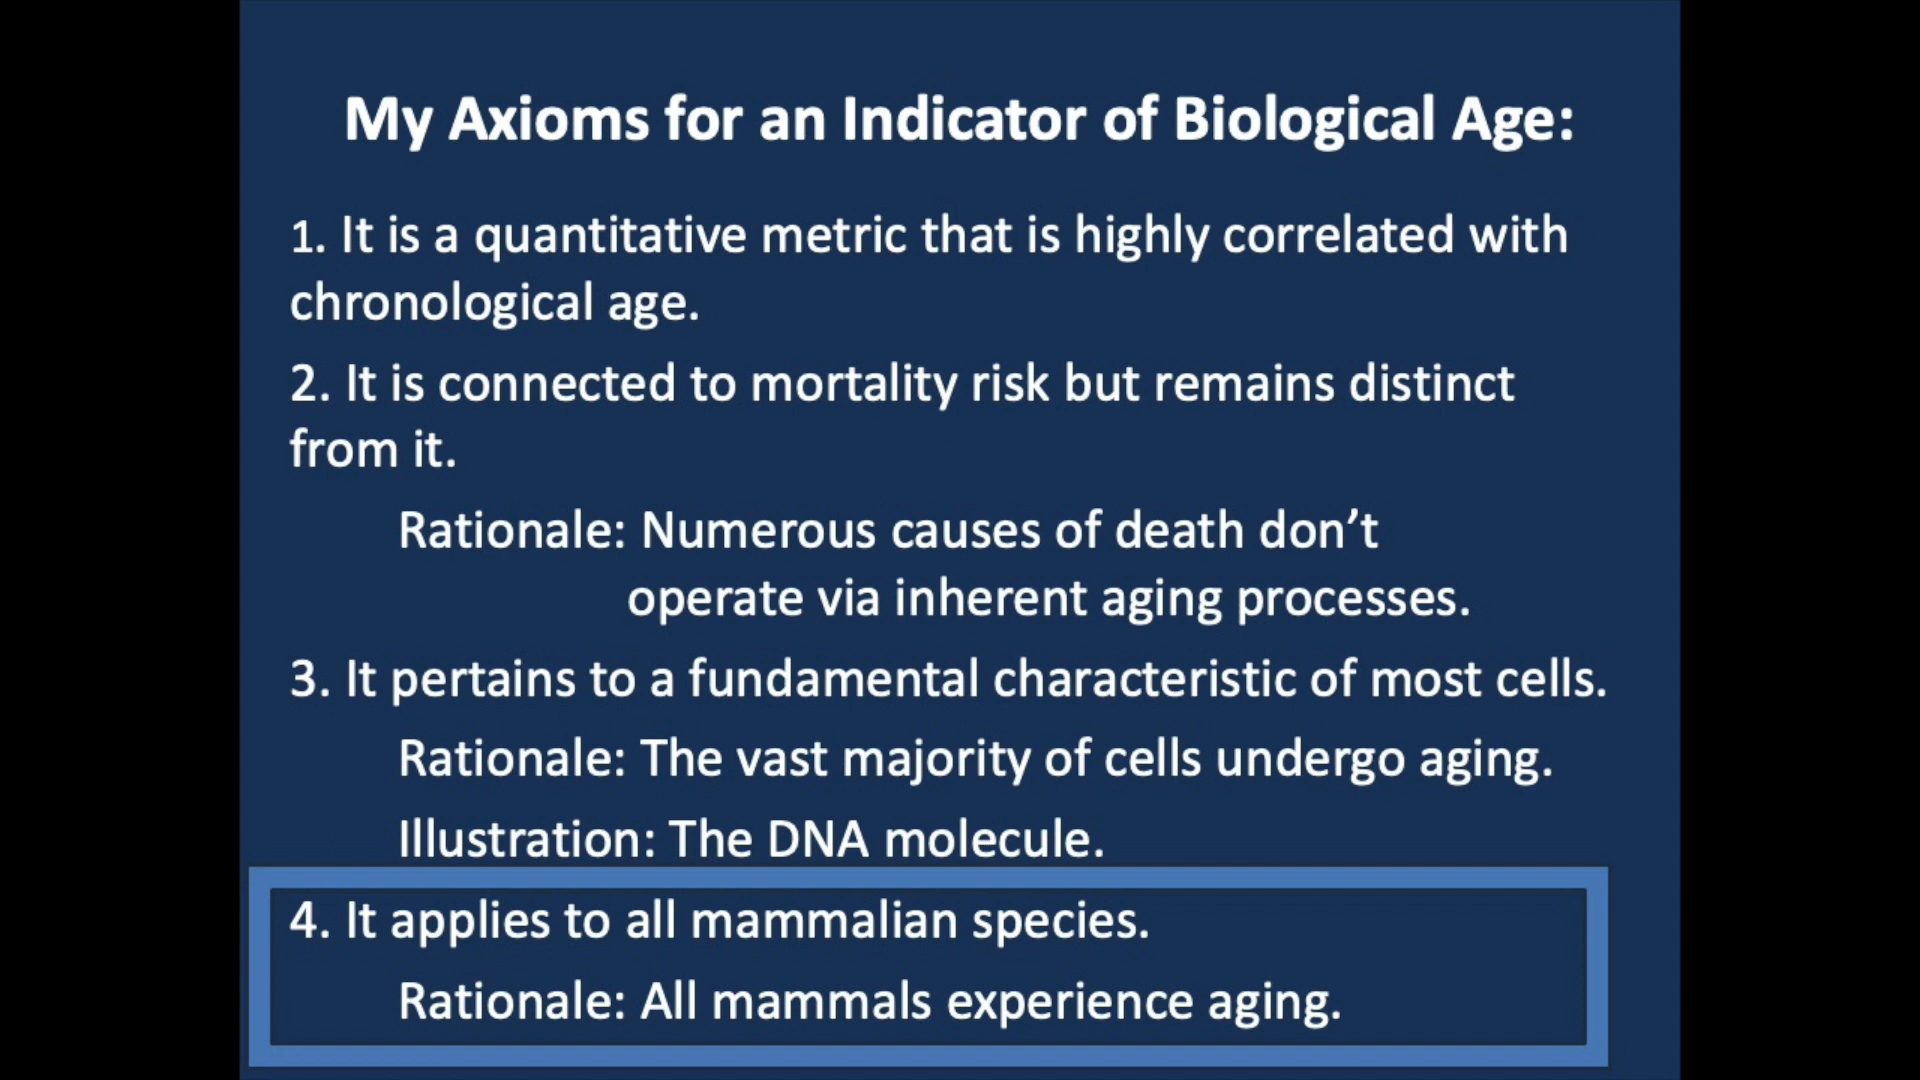 My Axioms for an Indicator of Biological Age:
1. It is a quantitative metric that is highly correlated with
chronological age.
2. It is connected to mortality risk but remains distinct
from it.
Rationale: Numerous causes of death don’t
operate via inherent aging processes.
3. It pertains to a fundamental characteristic of most cells.
Rationale: The vast majority of cells undergo aging.
Illustration: The DNA molecule.
4. It applies to all mammalian species.
Rationale: All mammals experience aging.